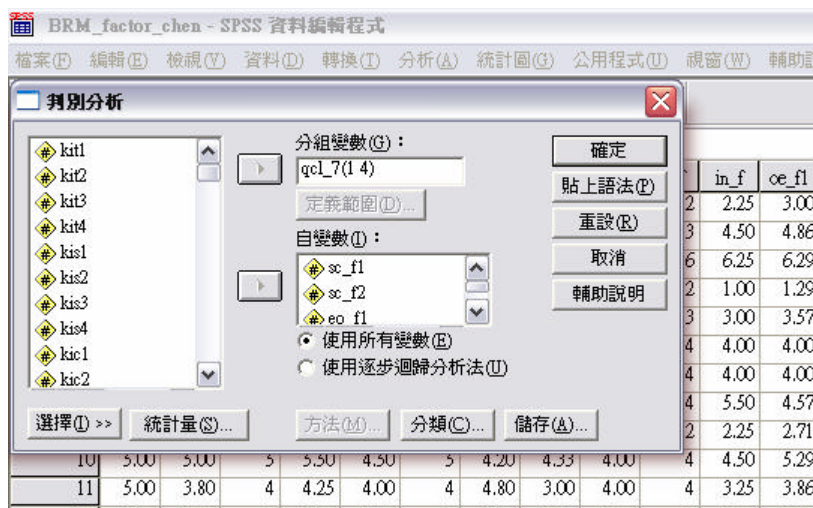 BRM_factor_chen - SPSS 資料編輯程式
檔案(F) 編輯(E) 檢視(V) 資料(D) 轉換(T) 分析(A) 統計圖(G) 公用程式(U) 視窗(W)
判別分析
kit1
kit2
kit3
kit4
kis1
kis2
kis3
kis4
kic1
kic2
分組變數(G)：
qcl_7(1 4)
定義範圍(D)...
自變數(I)：
sc_f1
sc_f2
eo_f1
使用所有變數(E)
使用逐步迴歸分析法(U)
確定
貼上語法(P)
重設(R)
取消
輔助說明
選擇(I) >>
統計量(S)...
方法(M)...
分類(C)...
儲存(A)...
in_f oe_f1
2 2.25 3.00
3 4.50 4.86
6 6.25 6.29
2 1.00 1.29
3 3.00 3.57
4 4.00 4.00
4 4.00 4.00
4 5.50 4.57
2 2.25 2.71
10 5.00 5.00 5 5.50 4.50 5 4.20 4.33 4.00 4 4.50 5.29
11 5.00 3.80 4 4.25 4.00 4 4.80 3.00 4.00 4 3.25 3.86